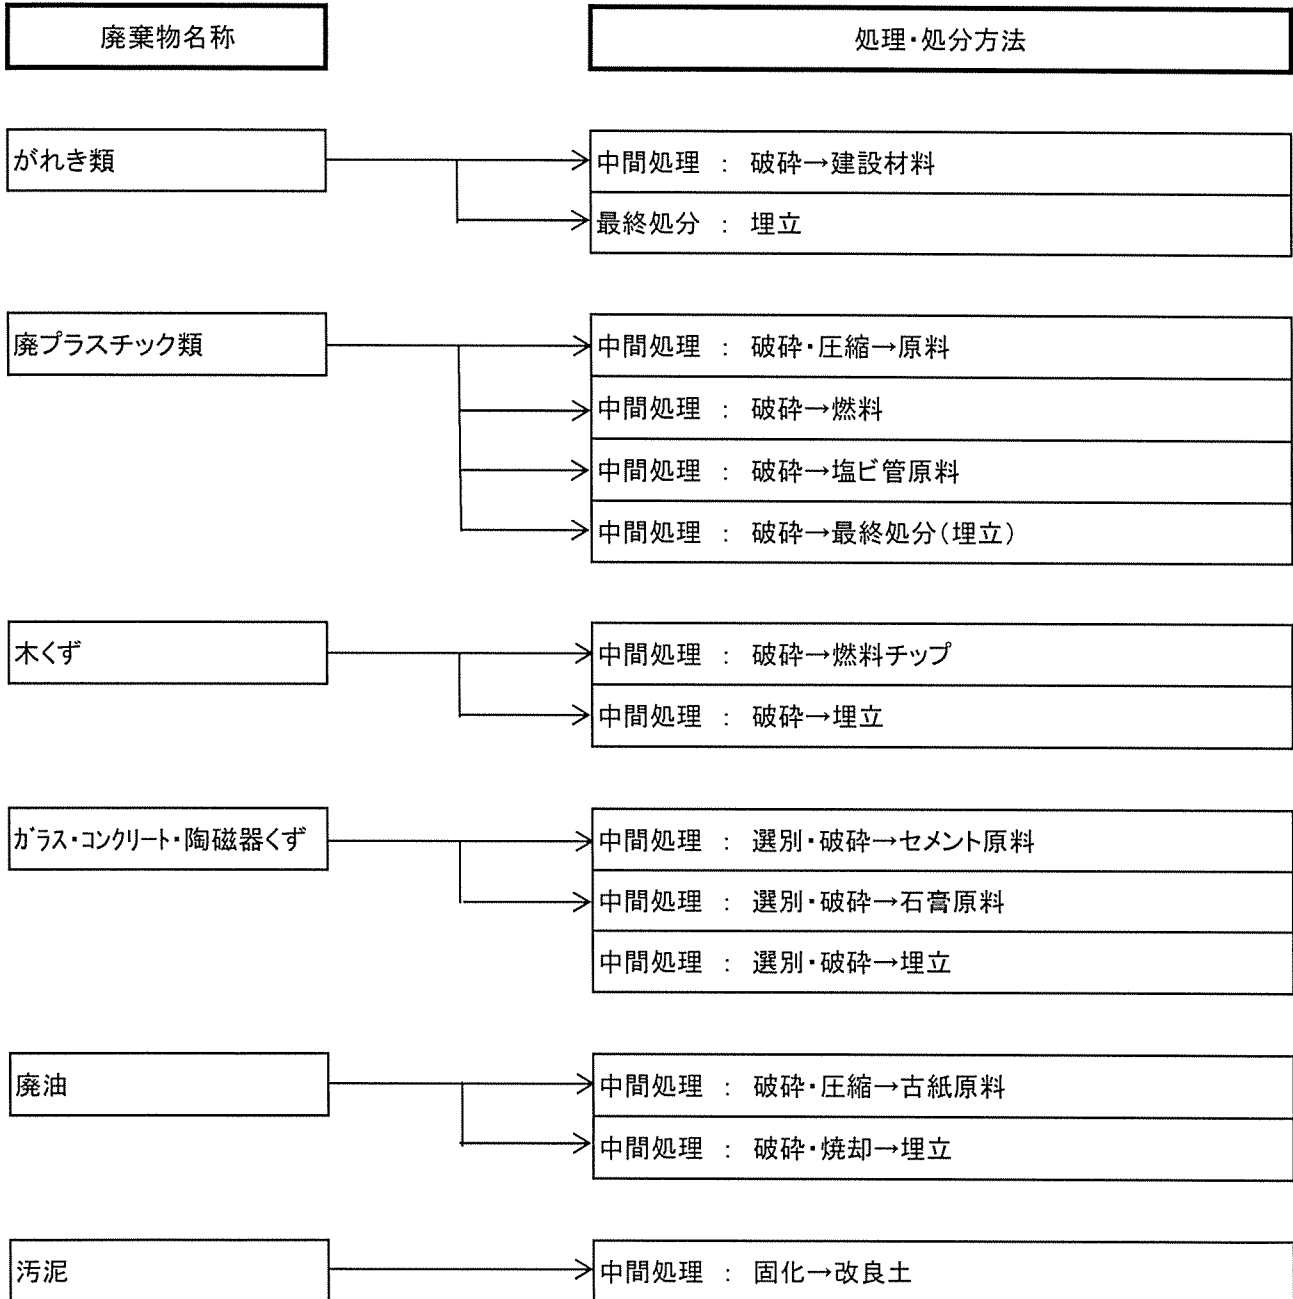 廃棄物名称
処理・処分方法
がれき類
中間処理 : 破砕→建設材料
最終処分 : 埋立
廃プラスチック類
中間処理 : 破砕・圧縮→原料
中間処理 : 破砕→燃料
中間処理 : 破砕→塩ビ管原料
中間処理 : 破砕→最終処分(埋立)
木くず
中間処理 : 破砕→燃料チップ
中間処理 : 破砕→埋立
ガラス・コンクリート・陶磁器くず
中間処理 : 選別・破砕→セメント原料
中間処理 : 選別・破砕→石膏原料
中間処理 : 選別・破砕→埋立
廃油
中間処理 : 破砕・圧縮→古紙原料
中間処理 : 破砕・焼却→埋立
汚泥
中間処理 : 固化→改良土